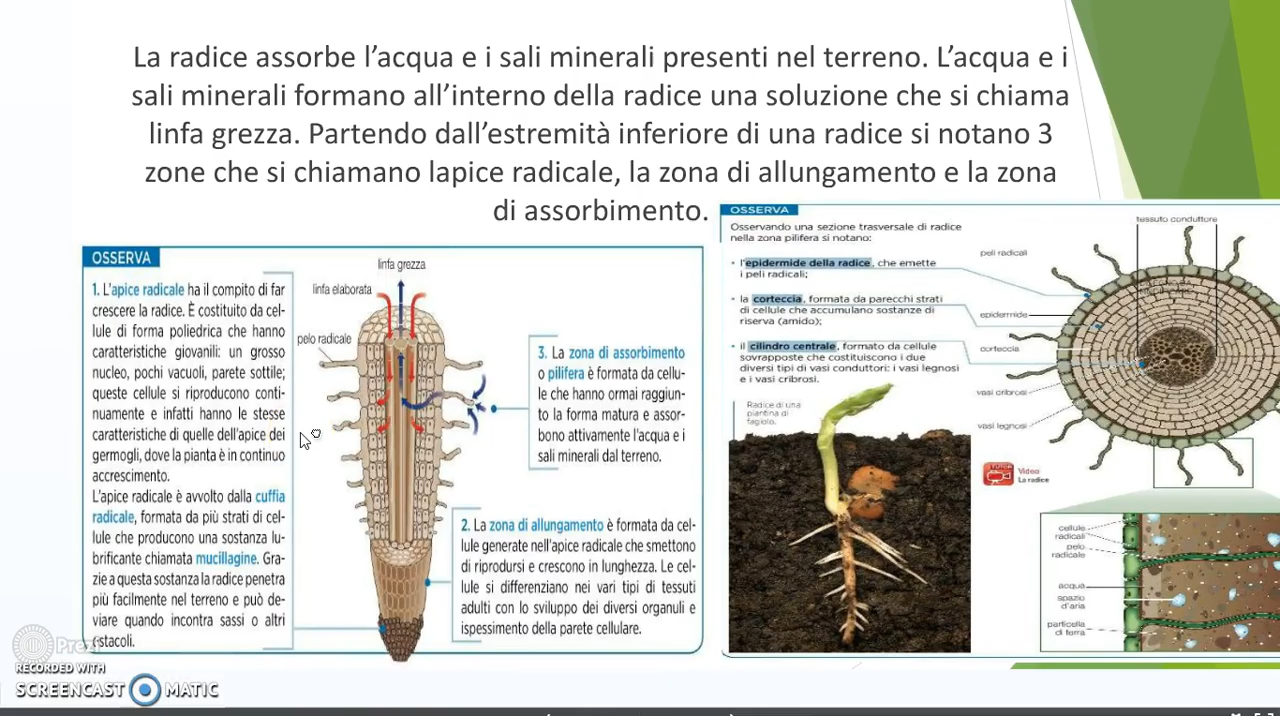 La radice assorbe l’acqua e i sali minerali presenti nel terreno. L’acqua e i
sali minerali formano all’interno della radice una soluzione che si chiama
linfa grezza. Partendo dall’estremità inferiore di una radice si notano 3
zone che si chiamano lapice radicale, la zona di allungamento e la zona
di assorbimento.
OSSERVA
1. L'apice radicale ha il compito di far
crescere la radice. È costituito da cel-
lule di forma poliedrica che hanno
caratteristiche giovanili: un grosso
nucleo, pochi vacuoli, parete sottile;
queste cellule si riproducono conti-
nuamente e infatti hanno le stesse
caratteristiche di quelle dell'apice dei
germogli, dove la pianta è in continuo
accrescimento.
L'apice radicale è avvolto dalla cuffia
radicale, formata da più strati di cel-
lule che producono una sostanza lu-
brificante chiamata mucillagine. Gra-
zie a questa sostanza la radice penetra
più facilmente nel terreno e può de-
viare quando incontra sassi o altri
ostacoli.
linfa grezza
linfa elaborata
pelo radicale
3. La zona di assorbimento
o pilifera è formata da cellu-
le che hanno ormai raggiun-
to la forma matura e assor-
bono attivamente l'acqua e i
sali minerali dal terreno.
2. La zona di allungamento è formata da cel-
lule generate nell'apice radicale che smettono
di riprodursi e crescono in lunghezza. Le cel-
lule si differenziano nei vari tipi di tessuti
adulti con lo sviluppo dei diversi organuli e
ispessimento della parete cellulare.
OSSERVA
Osservando una sezione trasversale di radice
nella zona pilifera si notano:
• l'epidermide della radice, che emette
i peli radicali;
• la corteccia, formata da parecchi strati
di cellule che accumulano sostanze di
riserva (amido);
• il cilindro centrale, formato da cellule
sovrapposte che costituiscono i due
diversi tipi di vasi conduttori: i vasi legnosi
e i vasi cribrosi.
Radice di una
piantina di
fagiolo.
tessuto conduttore
peli radicali
epidermide
corteccia
vasi cribrosi
vasi legnosi
TUTOR
Video
La radice
cellule
radicali
pelo
radicale
acqua
spazio
d'aria
particella
di terra
Prezi
RECORDED WITH
SCREENCAST MATIC